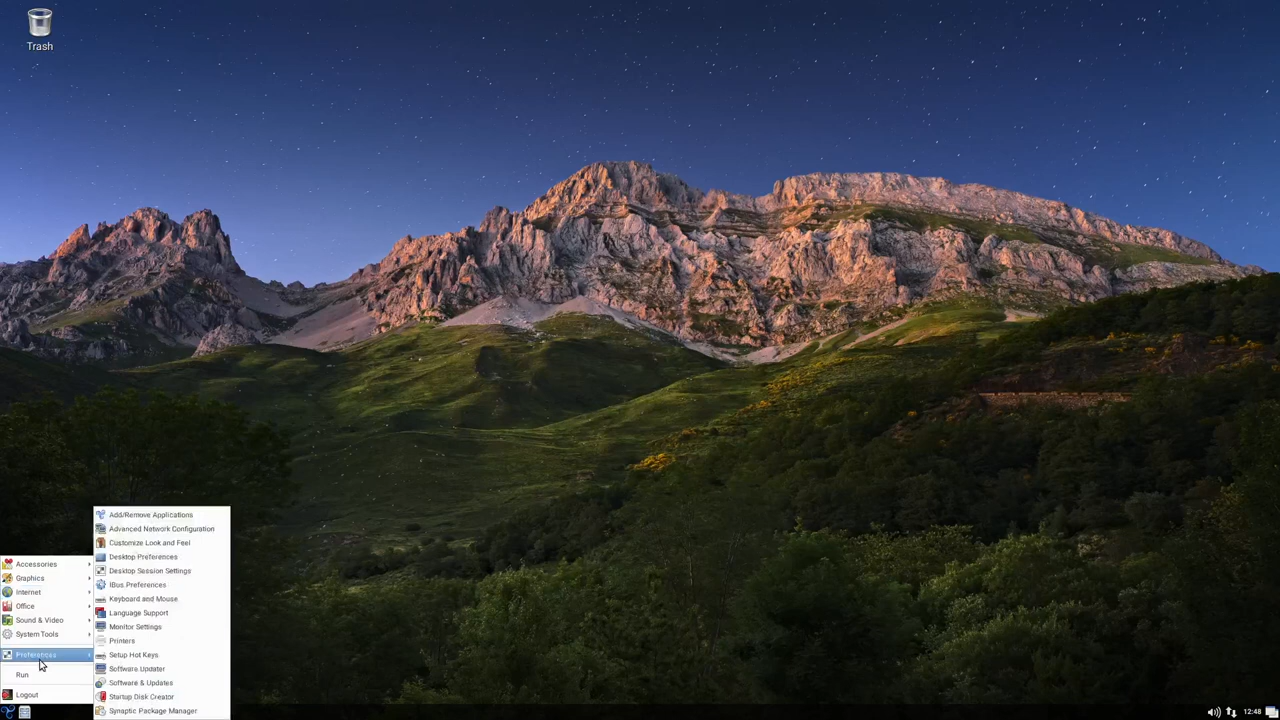 Trash
Add/Remove Applications
Advanced Network Configuration
Customize Look and Feel
Desktop Preferences
Desktop Session Settings
IBus Preferences
Keyboard and Mouse
Language Support
Monitor Settings
Printers
Setup Hot Keys
Software Updater
Software & Updates
Startup Disk Creator
Synaptic Package Manager
Accessories
Graphics
Internet
Office
Sound & Video
System Tools
Preferences
Run
Logout
12:48